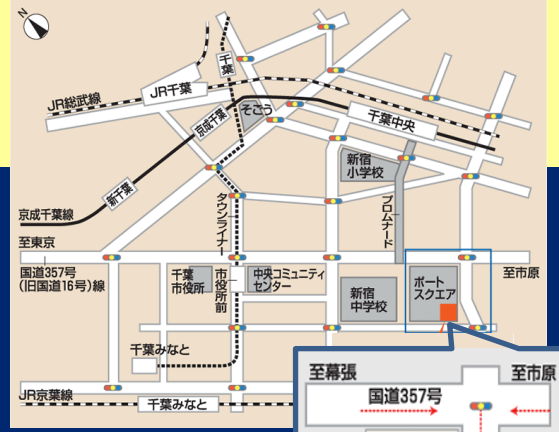 N
千葉
JR総武線
JR千葉
そごう
京成千葉
千葉中央
新千葉
新宿
小学校
プロムナード
タウンライナー
京成千葉線
至東京
国道357号
(旧国道16号)線
千葉
市役所
市役所前
中央コミュニティ
センター
新宿
中学校
ポート
スクエア
至市原
千葉みなと
JR京葉線
千葉みなと
至幕張
至市原
国道357号